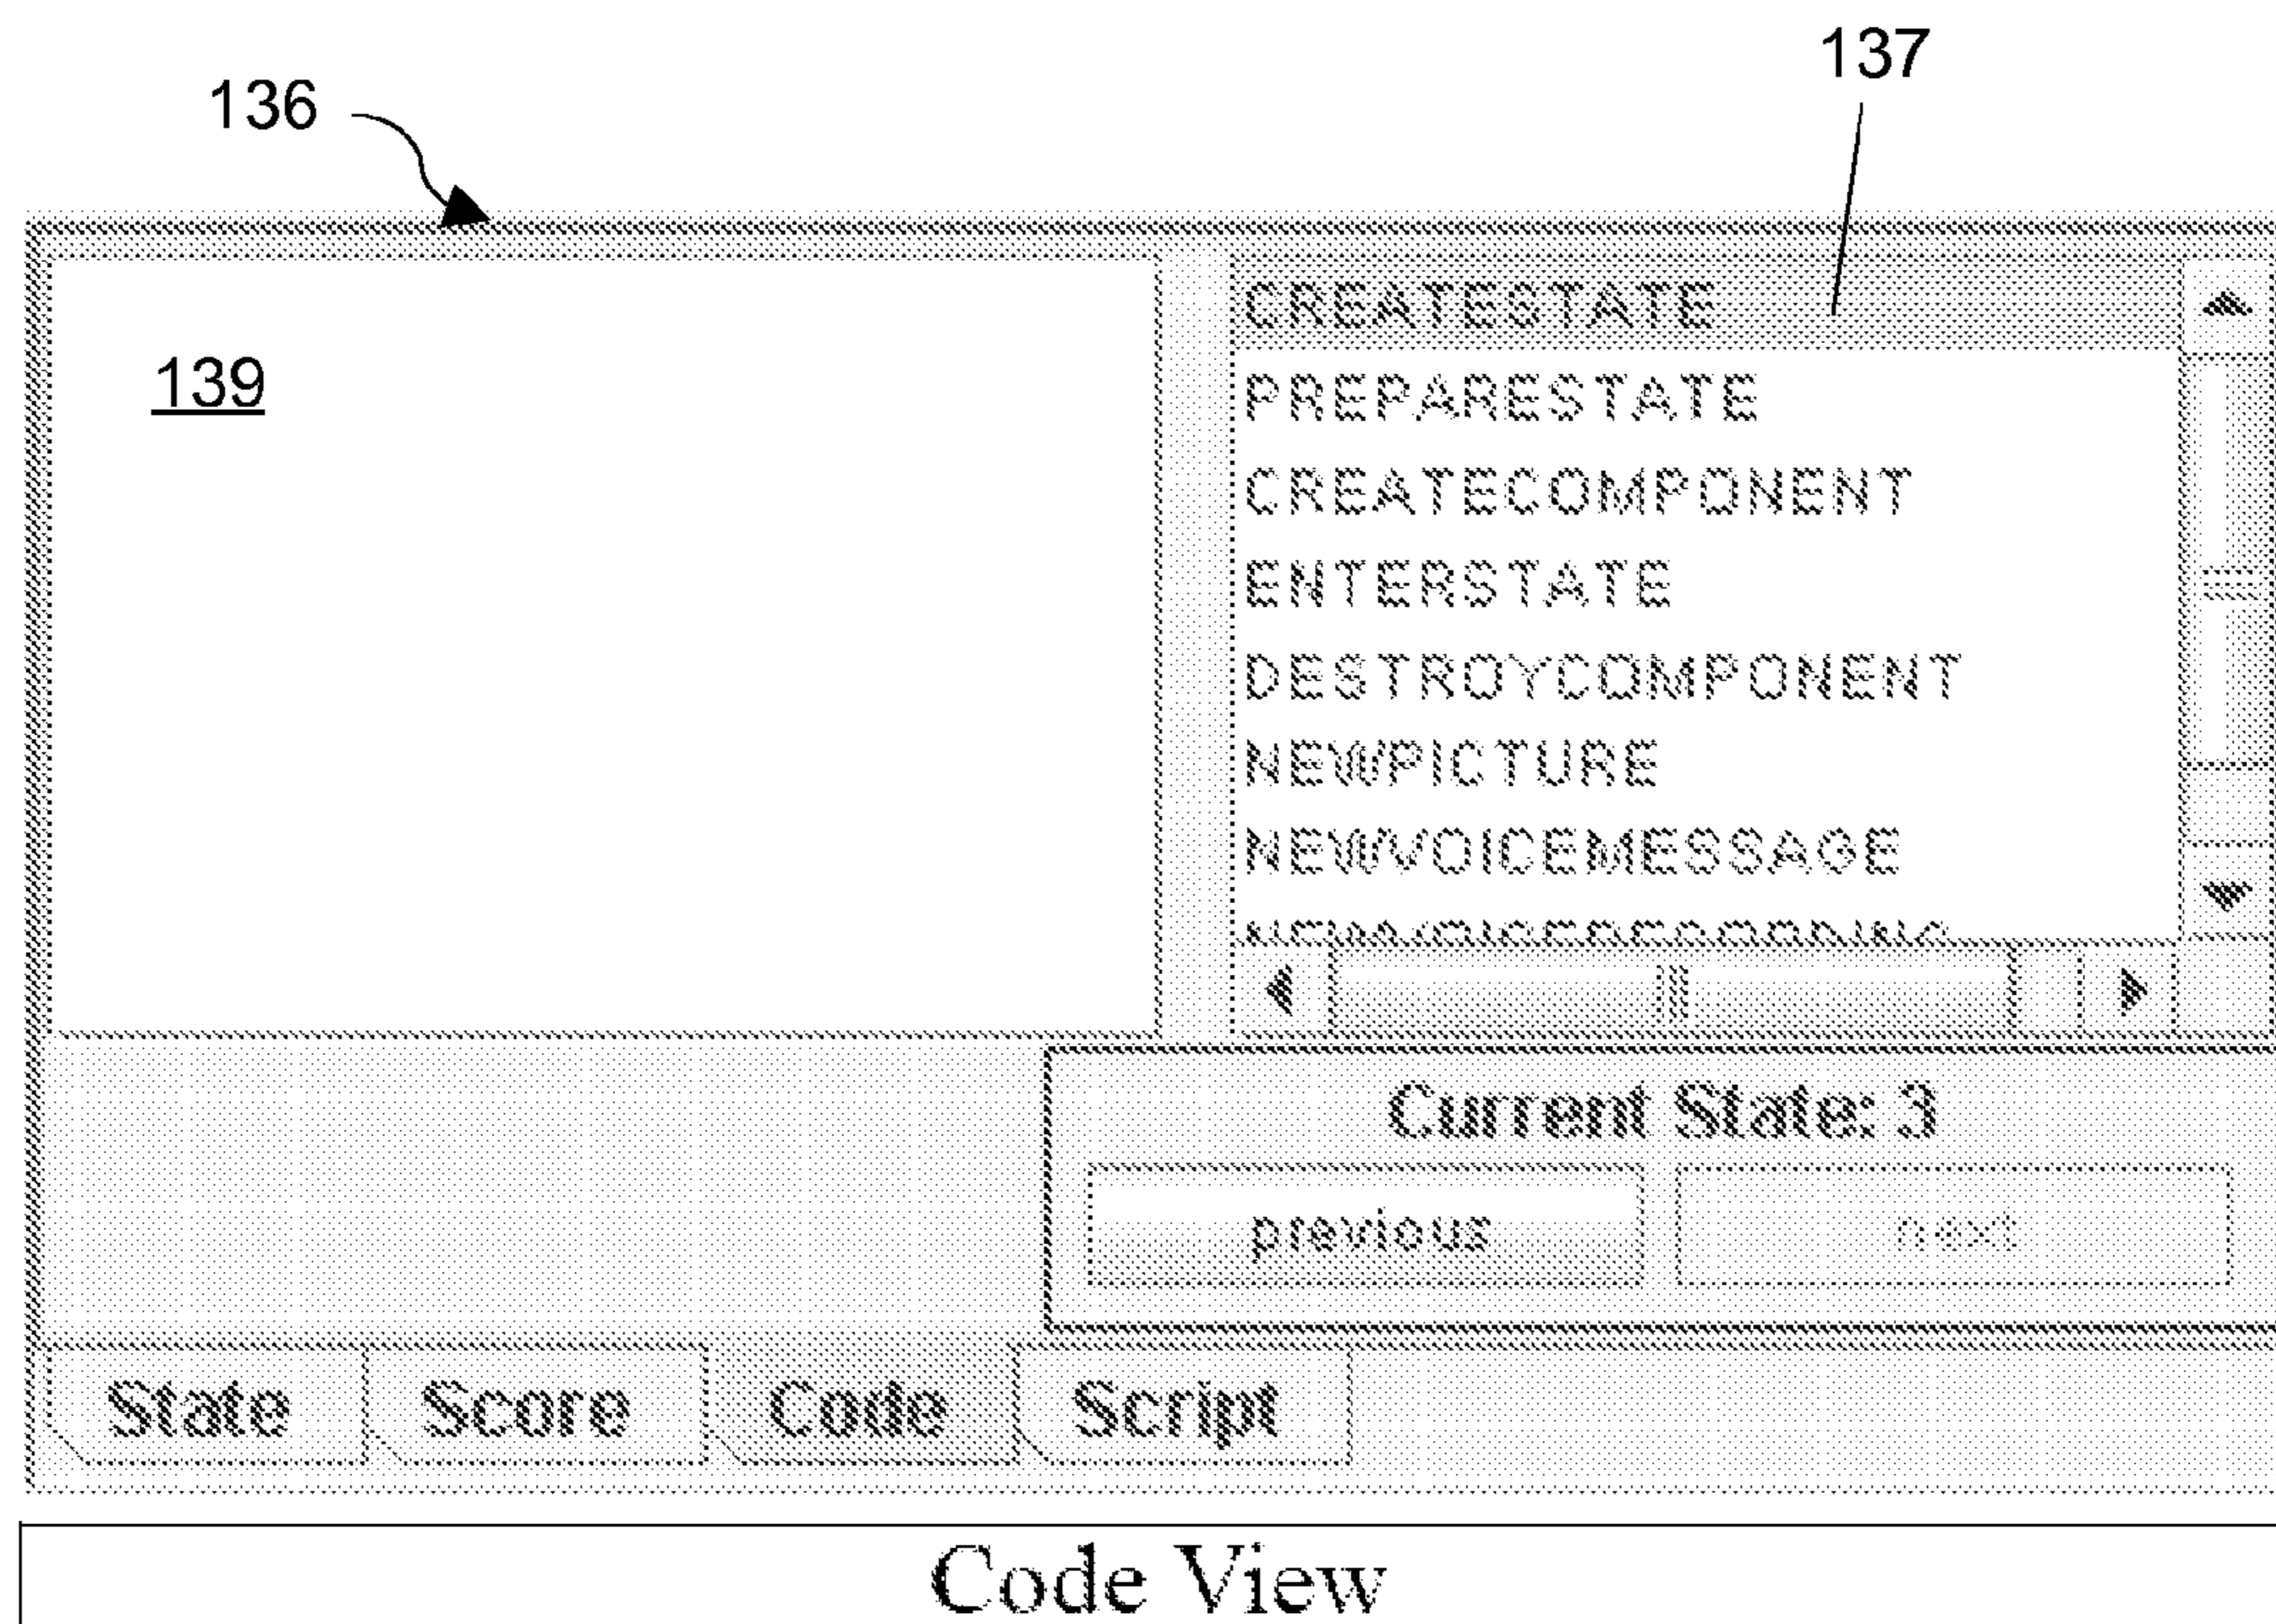 137
136
CREATESTATE
139
PREPARESTATE
CREATECOMPONENT
ENTERSTATE
DESTROYCOMPONENT
NEWPICTURE
NEWVOICEMESSAGE
NEWVOICERECORDING
Current State: 3
previous next
State Score Code Script
Code View